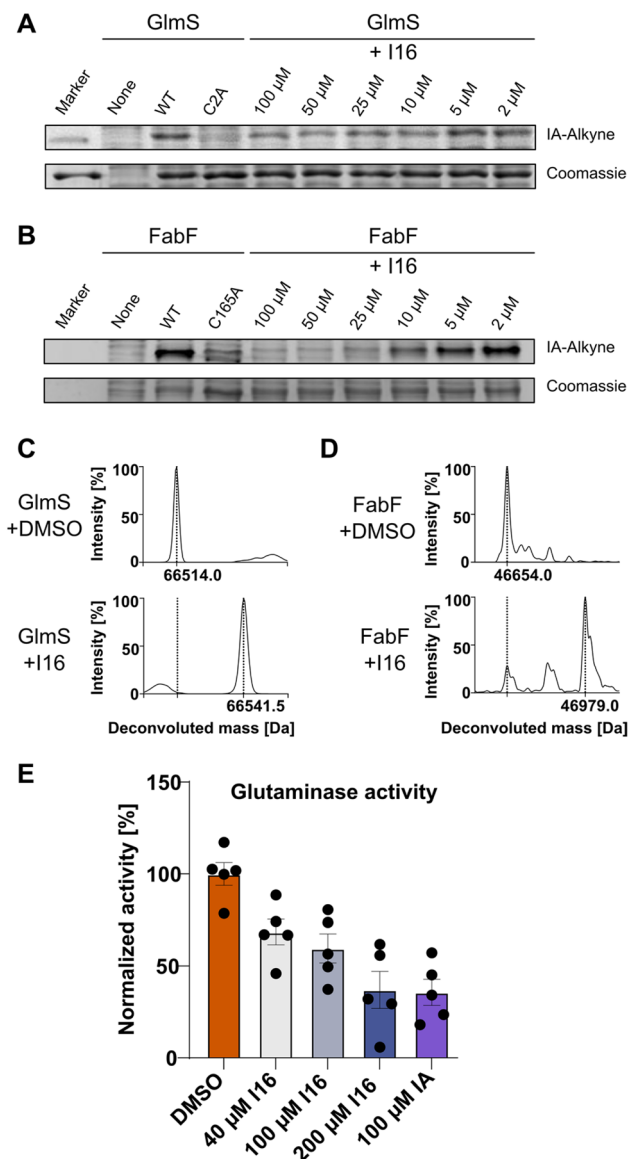 A
GlmS
GlmS
+ I16
Marker
None
WT
C2A
100 µM
50 µM
25 µM
10 µM
5 µM
2 µM
IA-Alkyne
Coomassie
B
FabF
FabF
+ I16
Marker
None
WT
C165A
100 µM
50 µM
25 µM
10 µM
5 µM
2 µM
IA-Alkyne
Coomassie
C
GlmS
+DMSO
Intensity [%]
100
50
0
66514.0
GlmS
+I16
Intensity [%]
100
50
0
66541.5
Deconvoluted mass [Da]
D
FabF
+DMSO
Intensity [%]
100
50
0
46654.0
FabF
+I16
Intensity [%]
100
50
0
46979.0
Deconvoluted mass [Da]
E
Glutaminase activity
Normalized activity [%]
150
100
50
0
DMSO
40 µM I16
100 µM I16
200 µM I16
100 µM IA